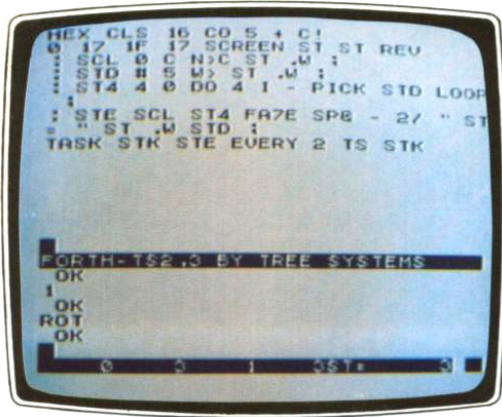 HEX CLS 16 CO 5 + C!
0 17 1F 17 SCREEN ST ST REV
: SCL 0 C N>C ST .W ;
: STD # 5 W> ST .W ;
: ST4 4 0 DO 4 I - PICK STD LOOP
;
: STE SCL ST4 FA7E SP@ - 2/ " ST
= " ST .W STD ;
TASK STK STE EVERY 2 TS STK
FORTH-TS2.3 BY TREE SYSTEMS
OK
1
OK
ROT
OK
0 3 1 3ST= 3